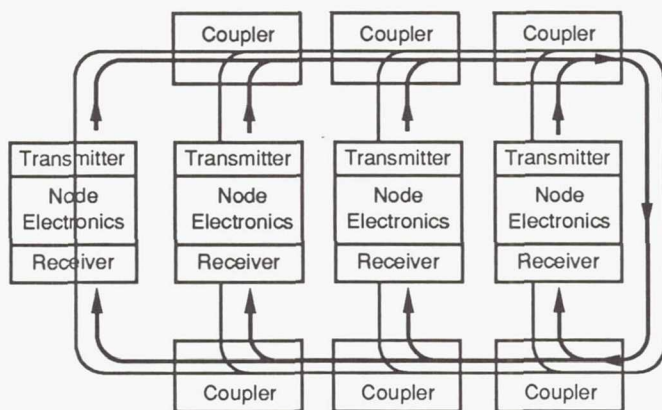 Coupler Coupler Coupler
Transmitter Transmitter Transmitter Transmitter
Node Node Node Node
Electronics Electronics Electronics Electronics
Receiver Receiver Receiver Receiver
Coupler Coupler Coupler